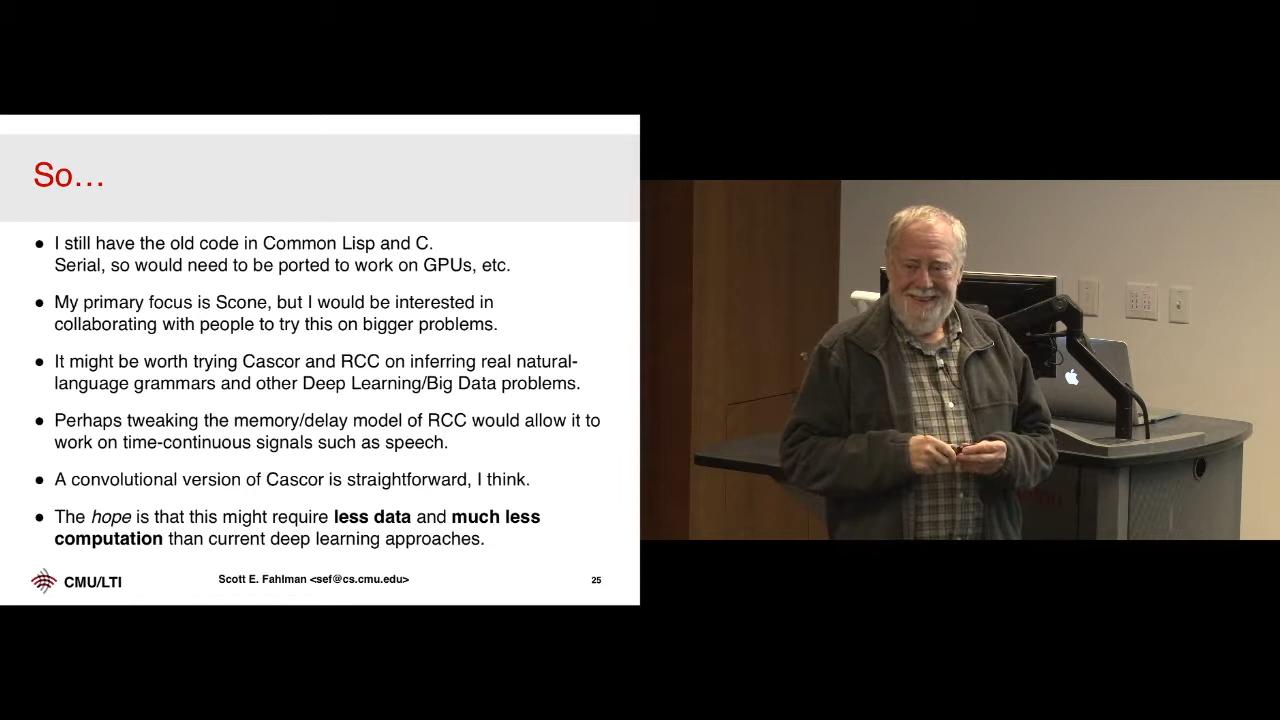 So…
● I still have the old code in Common Lisp and C.
Serial, so would need to be ported to work on GPUs, etc.
● My primary focus is Scone, but I would be interested in
collaborating with people to try this on bigger problems.
● It might be worth trying Cascor and RCC on inferring real natural-
language grammars and other Deep Learning/Big Data problems.
● Perhaps tweaking the memory/delay model of RCC would allow it to
work on time-continuous signals such as speech.
● A convolutional version of Cascor is straightforward, I think.
● The hope is that this might require less data and much less
computation than current deep learning approaches.
CMU/LTI
Scott E. Fahlman <sef@cs.cmu.edu>
25